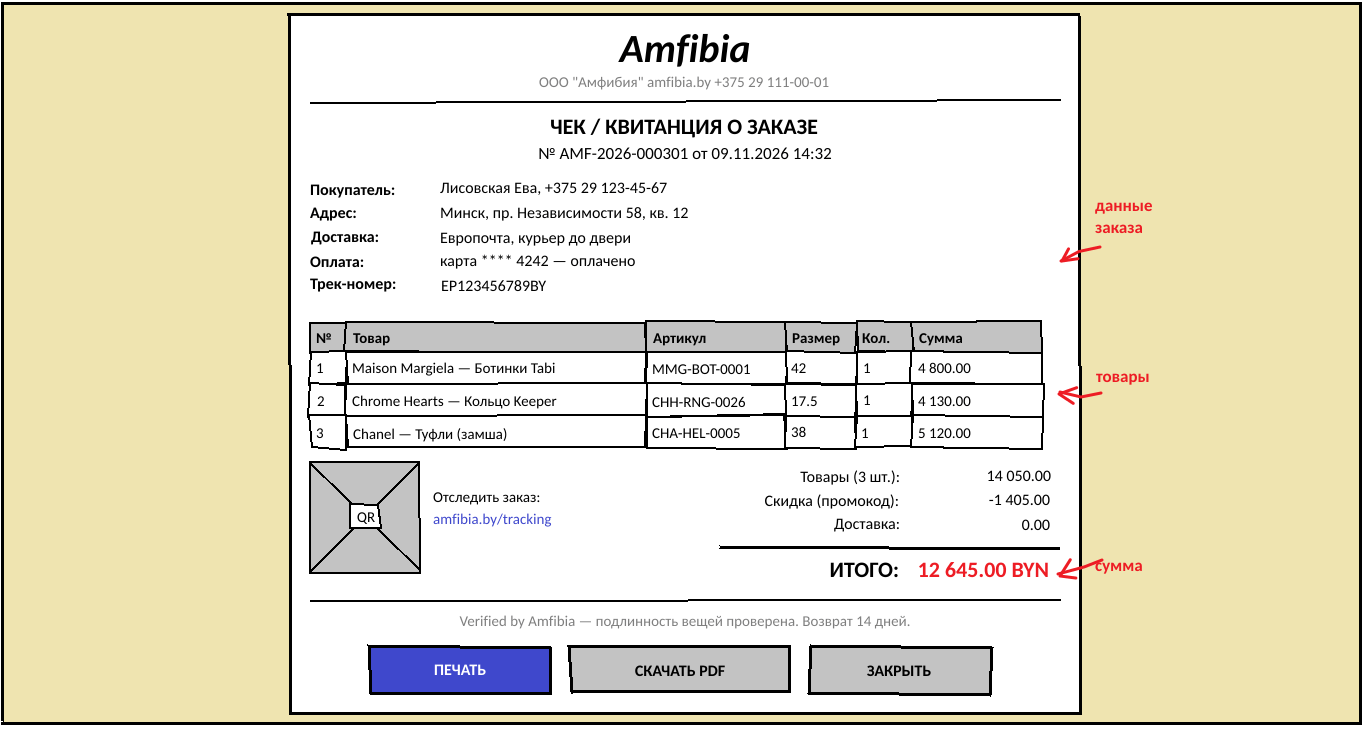 Amfibia
ООО "Амфибия" amfibia.by +375 29 111-00-01
ЧЕК / КВИТАНЦИЯ О ЗАКАЗЕ
№ AMF-2026-000301 от 09.11.2026 14:32
Покупатель: Лисовская Ева, +375 29 123-45-67
Адрес: Минск, пр. Независимости 58, кв. 12
Доставка: Европочта, курьер до двери
Оплата: карта **** 4242 — оплачено
Трек-номер: EP123456789BY
данные
заказа
№ Товар Артикул Размер Кол. Сумма
1 Maison Margiela — Ботинки Tabi MMG-BOT-0001 42 1 4 800.00
2 Chrome Hearts — Кольцо Keeper CHH-RNG-0026 17.5 1 4 130.00
3 Chanel — Туфли (замша) CHA-HEL-0005 38 1 5 120.00
товары
QR
Отследить заказ:
amfibia.by/tracking
Товары (3 шт.): 14 050.00
Скидка (промокод): -1 405.00
Доставка: 0.00
ИТОГО: 12 645.00 BYN
сумма
Verified by Amfibia — подлинность вещей проверена. Возврат 14 дней.
ПЕЧАТЬ СКАЧАТЬ PDF ЗАКРЫТЬ